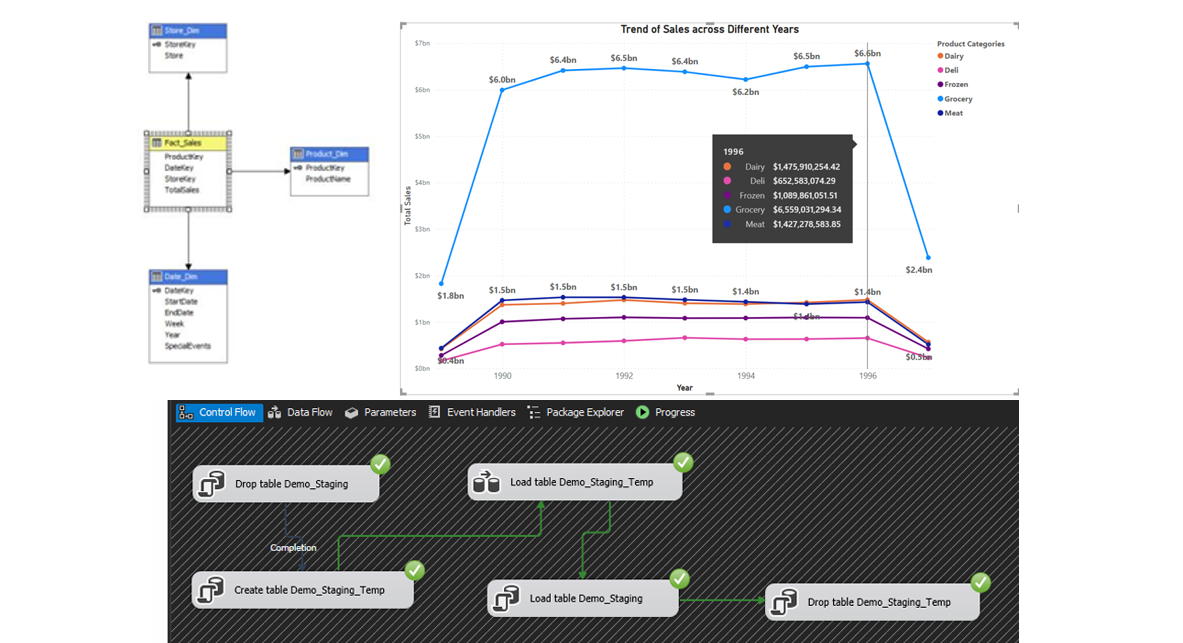 Store_Dim
StoreKey
Store
Fact_Sales
ProductKey
DateKey
StoreKey
TotalSales
Product_Dim
ProductKey
ProductName
Date_Dim
DateKey
StartDate
EndDate
Week
Year
SpecialEvents
Trend of Sales across Different Years
$7bn
$6bn
$5bn
$4bn
$3bn
$2bn
$1bn
$0bn
Total Sales
$6.0bn
$6.4bn
$6.5bn
$6.4bn
$6.2bn
$6.5bn
$6.6bn
$1.8bn
$2.4bn
$1.5bn
$1.5bn
$1.5bn
$1.5bn
$1.4bn
$1.4bn
$1.4bn
$0.4bn
$0.3bn
1990
1992
1994
1996
Year
Product Categories
Dairy
Deli
Frozen
Grocery
Meat
1996
Dairy $1,475,910,254.42
Deli $652,583,074.29
Frozen $1,089,861,051.51
Grocery $6,559,031,294.34
Meat $1,427,278,583.85
Control Flow Data Flow Parameters Event Handlers Package Explorer Progress
Drop table Demo_Staging
Load table Demo_Staging_Temp
Completion
Create table Demo_Staging_Temp
Load table Demo_Staging
Drop table Demo_Staging_Temp